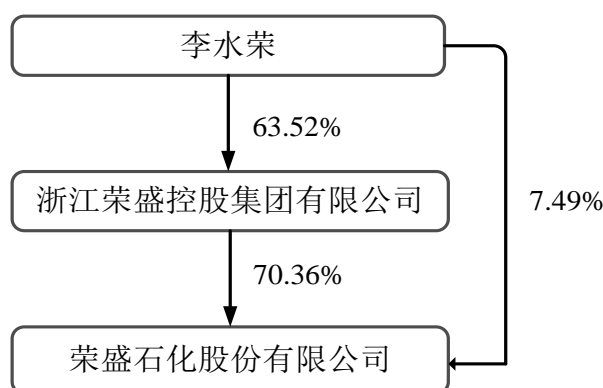 李水荣
63.52%
浙江荣盛控股集团有限公司
7.49%
70.36%
荣盛石化股份有限公司